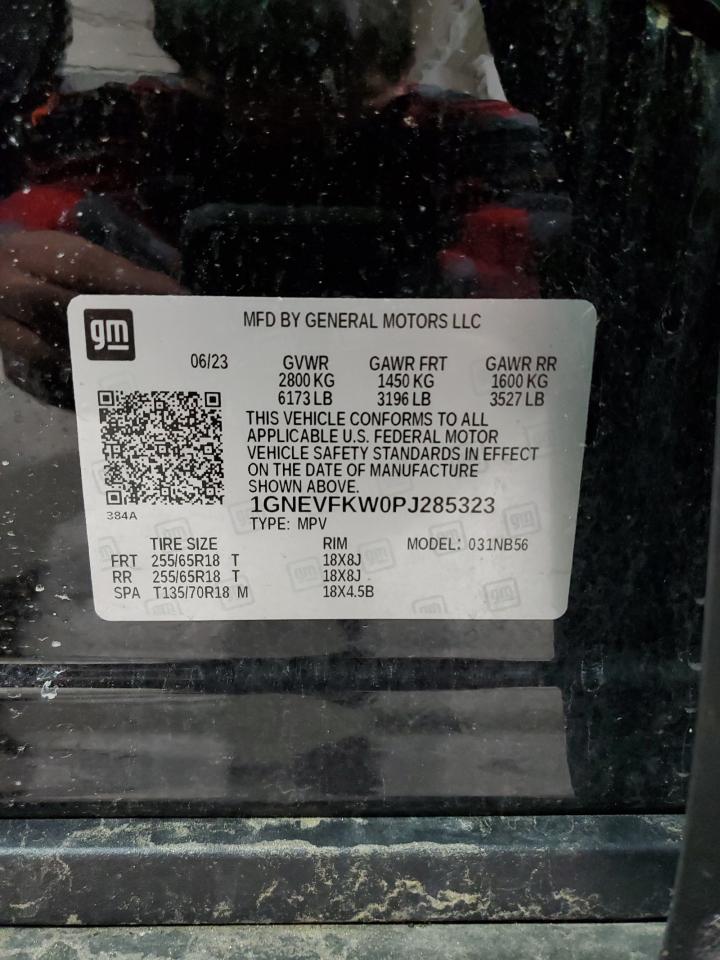 gm
MFD BY GENERAL MOTORS LLC
06/23 GVWR GAWR FRT GAWR RR
2800 KG 1450 KG 1600 KG
6173 LB 3196 LB 3527 LB
THIS VEHICLE CONFORMS TO ALL
APPLICABLE U.S. FEDERAL MOTOR
VEHICLE SAFETY STANDARDS IN EFFECT
ON THE DATE OF MANUFACTURE
SHOWN ABOVE.
384A
1GNEVFKW0PJ285323
TYPE: MPV
TIRE SIZE RIM MODEL: 031NB56
FRT 255/65R18 T 18X8J
RR 255/65R18 T 18X8J
SPA T135/70R18 M 18X4.5B